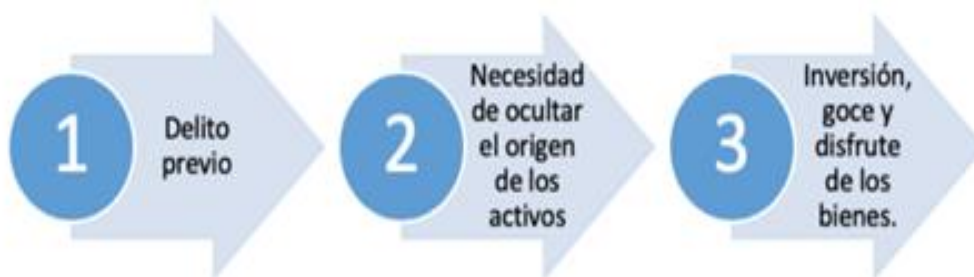 1
Delito
previo
2
Necesidad
de ocultar
el origen
de los
activos
3
Inversión,
goce y
disfrute
de los
bienes.